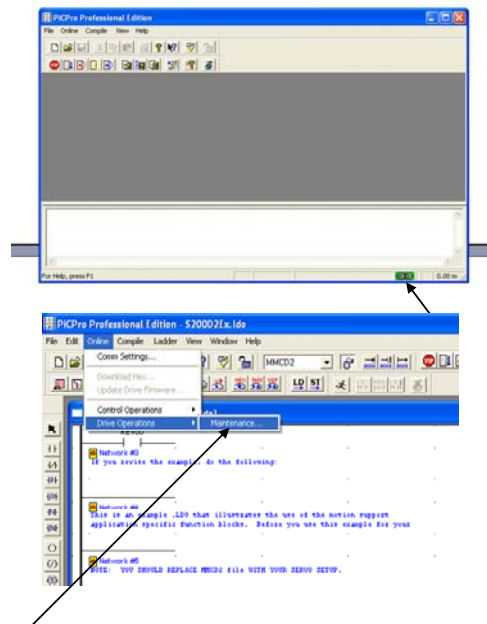 PiCPro Professional Edition
File Online Compile View Help
For Help, press F1
0.00 m
PiCPro Professional Edition - S200D2Ex.ldo
File Edit Online Compile Ladder View Window Help
Comm Settings...
MMCD2
Download Hex...
Update Drive Firmware...
Control Operations
Drive Operations
Maintenance...
Network #3
If you revise the example, do the following:
Network #4
This is an example .LDO that illustrates the use of the motion support
application specific function blocks. Before you use this example for your
Network #5
NOTE: YOU SHOULD REPLACE MMCD2 file WITH YOUR SERVO SETUP.